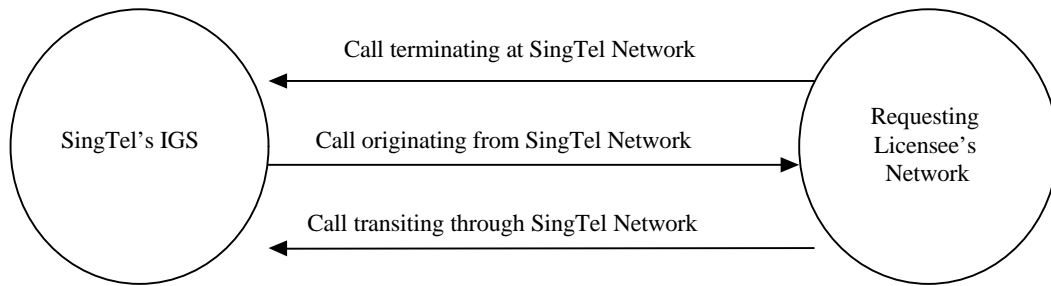 Call terminating at SingTel Network
SingTel's IGS
Call originating from SingTel Network
Requesting
Licensee's
Network
Call transiting through SingTel Network